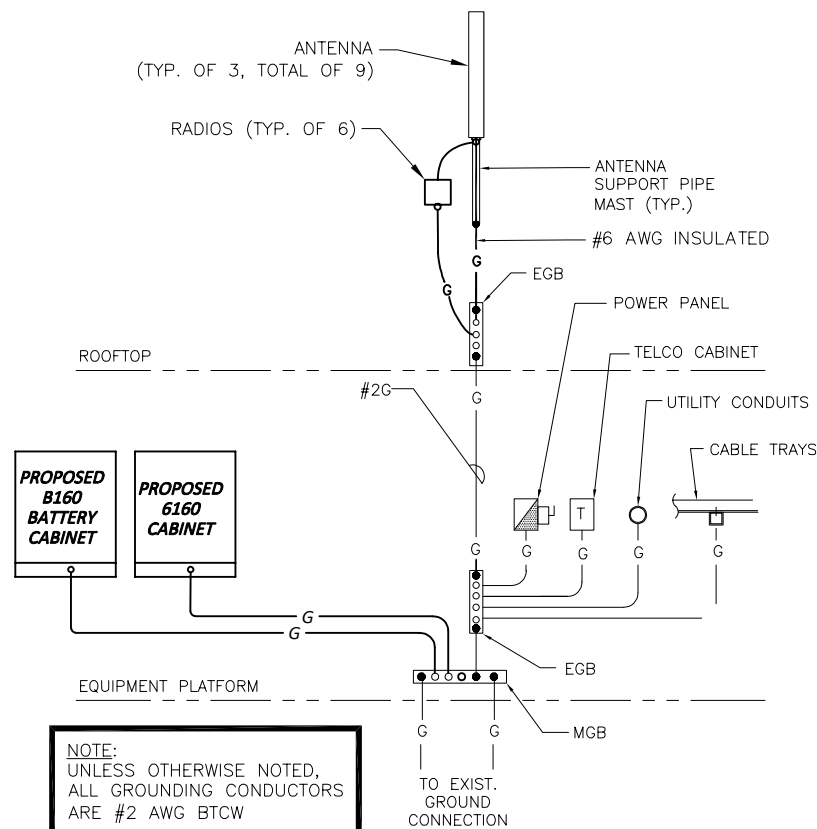 ANTENNA
(TYP. OF 3, TOTAL OF 9)
RADIOS (TYP. OF 6)
ANTENNA
SUPPORT PIPE
MAST (TYP.)
#6 AWG INSULATED
G
EGB
G
POWER PANEL
ROOFTOP
TELCO CABINET
#2G
G
UTILITY CONDUITS
CABLE TRAYS
PROPOSED
B160
BATTERY
CABINET
PROPOSED
6160
CABINET
T
G
G
G
G
G
G
G
EGB
EQUIPMENT PLATFORM
MGB
G
G
TO EXIST.
GROUND
CONNECTION
NOTE:
UNLESS OTHERWISE NOTED,
ALL GROUNDING CONDUCTORS
ARE #2 AWG BTCW